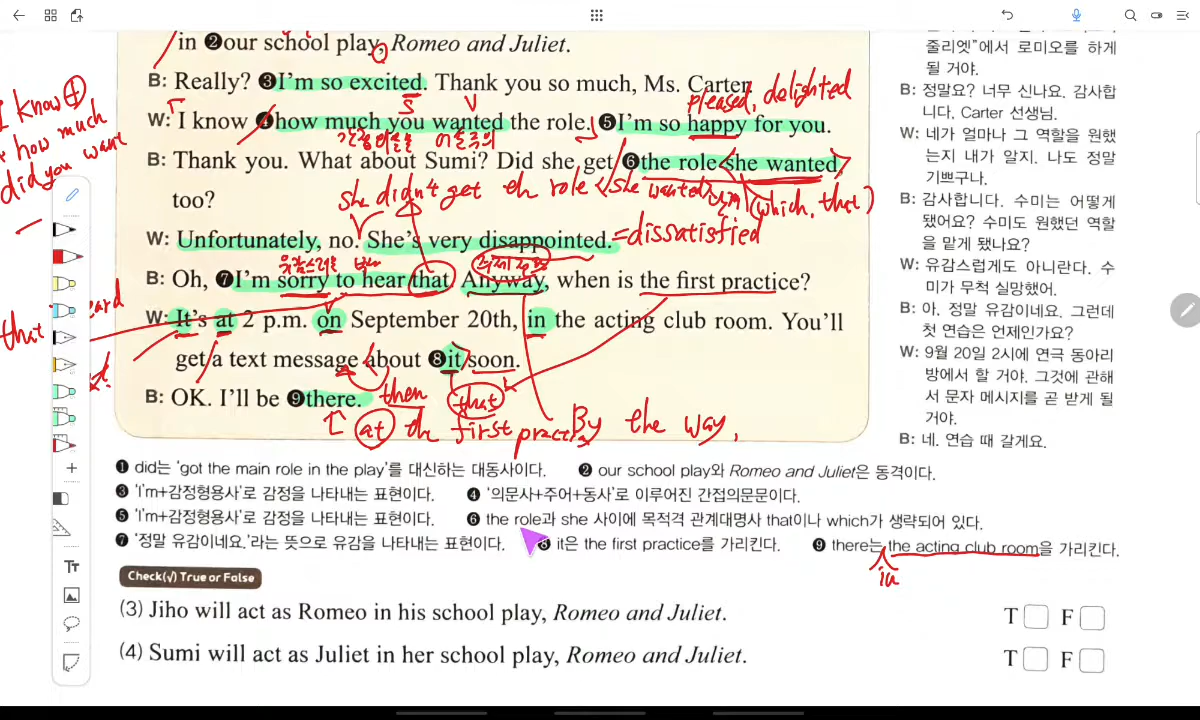 in ❷our school play, Romeo and Juliet.
B: Really? ❸I'm so excited. Thank you so much, Ms. Carter.
pleased, delighted
S V
W: I know ❹how much you wanted the role. ❺I'm so happy for you.
B: Thank you. What about Sumi? Did she get ❻the role she wanted,
too?
she didn't get the role <she wanted> (which, that)
W: Unfortunately, no. She's very disappointed. = dissatisfied
B: Oh, ❼I'm sorry to hear that. Anyway, when is the first practice?
W: It's at 2 p.m. on September 20th, in the acting club room. You'll
get a text message about ❽it soon.
B: OK. I'll be ❾there. then that
at the first practice By the way,
I know +
how much
did you want
that
줄리엣"에서 로미오를 하게
될 거야.
B: 정말요? 너무 신나요. 감사합
니다, Carter 선생님.
W: 네가 얼마나 그 역할을 원했
는지 내가 알지. 나도 정말
기쁘구나.
B: 감사합니다. 수미는 어떻게
됐어요? 수미도 원했던 역할
을 맡게 됐나요?
W: 유감스럽게도 아니란다. 수
미가 무척 실망했어.
B: 아, 정말 유감이네요. 그런데
첫 연습은 언제인가요?
W: 9월 20일 2시에 연극 동아리
방에서 할 거야. 그것에 관해
서 문자 메시지를 곧 받게 될
거야.
B: 네. 연습 때 갈게요.
❶ did는 'got the main role in the play'를 대신하는 대동사이다. ❷ our school play와 Romeo and Juliet은 동격이다.
❸ 'I'm+감정형용사'로 감정을 나타내는 표현이다. ❹ '의문사+주어+동사'로 이루어진 간접의문문이다.
❺ 'I'm+감정형용사'로 감정을 나타내는 표현이다. ❻ the role과 she 사이에 목적격 관계대명사 that이나 which가 생략되어 있다.
❼ '정말 유감이네요.'라는 뜻으로 유감을 나타내는 표현이다. ❽ it은 the first practice를 가리킨다. ❾ there는 the acting club room을 가리킨다.
in
Check(√) True or False
(3) Jiho will act as Romeo in his school play, Romeo and Juliet. T F
(4) Sumi will act as Juliet in her school play, Romeo and Juliet. T F
Tт